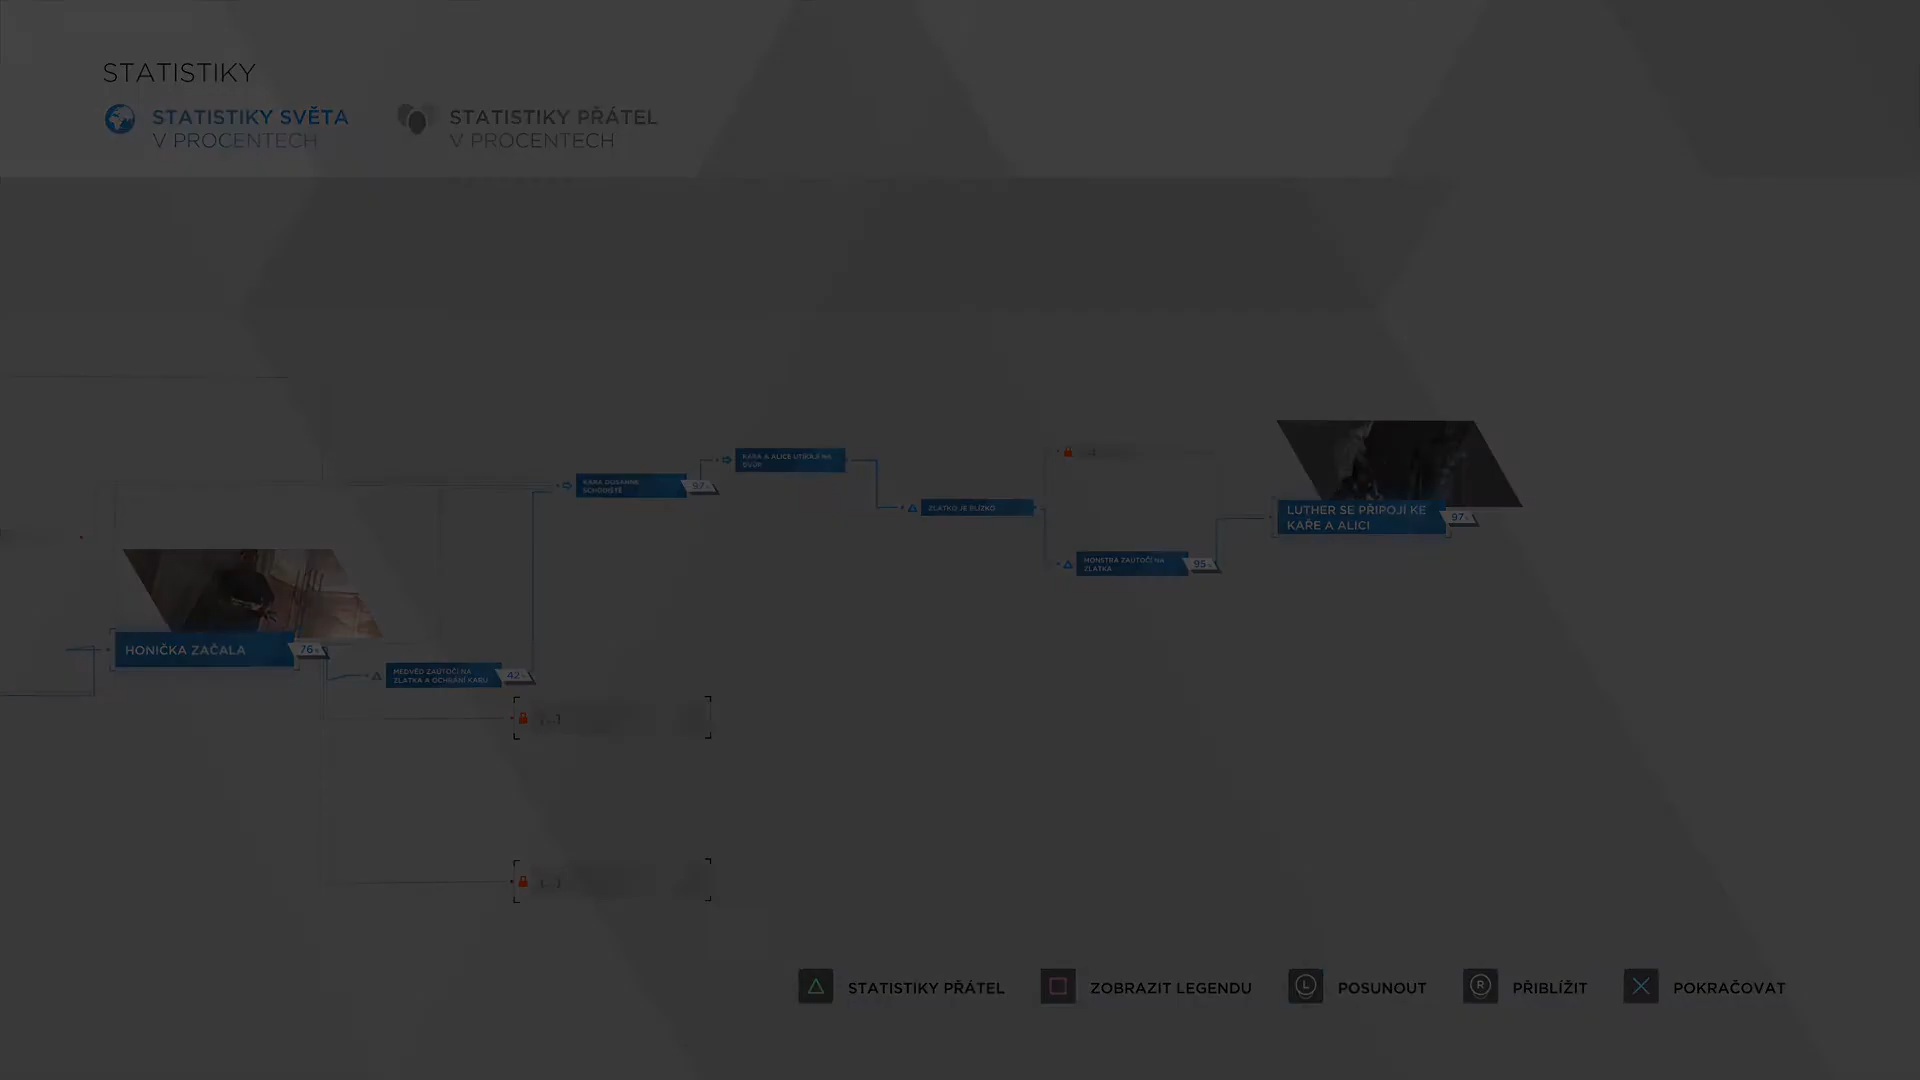 STATISTIKY
STATISTIKY SVĚTA
V PROCENTECH
STATISTIKY PŘÁTEL
V PROCENTECH
KARA A ALICE UTEČOU NA
DVŮR
KARA DOSÁHNE
SCHODIŠTĚ
97%
ZLATKO JE BLÍZKO
LUTHER SE PŘIPOJÍ KE
KAŘE A ALICI
97%
MONSTRA ZAÚTOČÍ NA
ZLATKA
95%
HONIČKA ZAČALA
76%
MEDVĚD ZAÚTOČÍ NA
ZLATKA A OCHRÁNÍ KARU
42%
STATISTIKY PŘÁTEL
ZOBRAZIT LEGENDU
L
POSUNOUT
R
PŘIBLÍŽIT
POKRAČOVAT